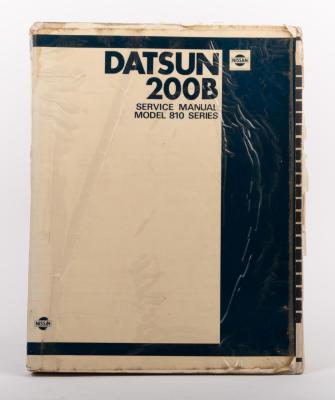 DATSUN
NISSAN
200B
SERVICE MANUAL
MODEL 810 SERIES
NISSAN